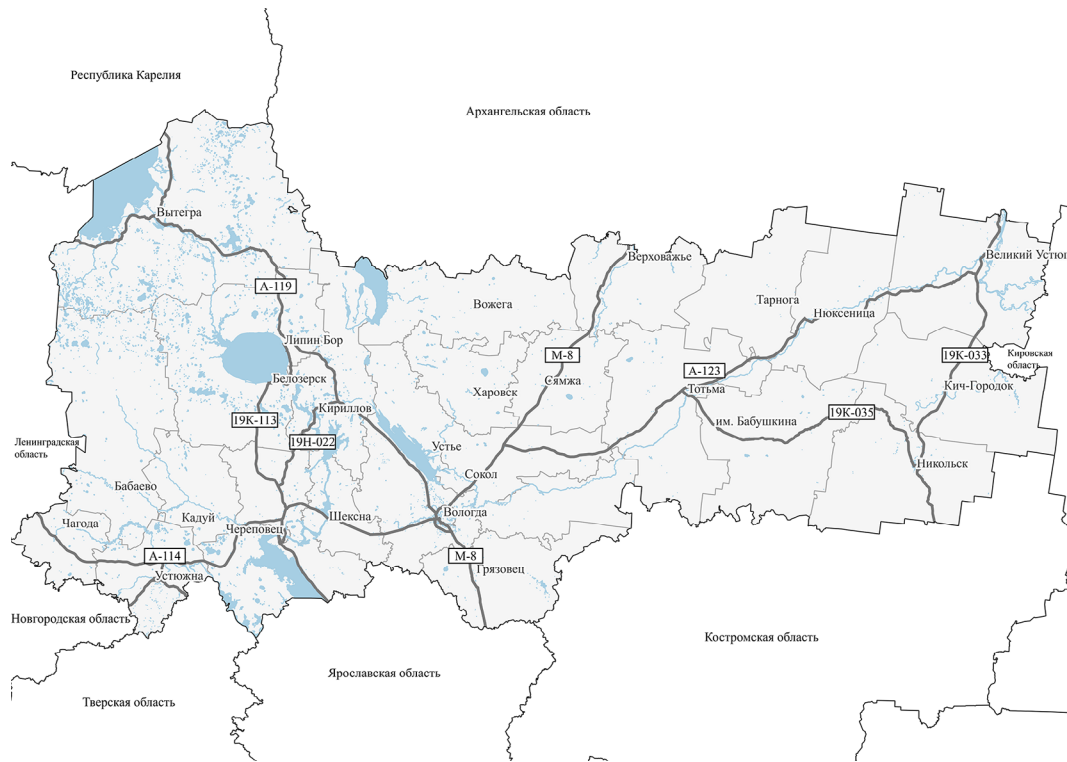 Республика Карелия
Архангельская область
Вытегра
Великий Устюг
Верховажье
А-119
Тарнога
Вожега
Нюксеница
Липин Бор
М-8
19К-033
Кировская
область
А-123
Сямжа
Белозерск
Тотьма
Кич-Городок
Харовск
Кириллов
19К-035
19К-113
им. Бабушкина
19Н-022
Ленинградская
область
Устье
Никольск
Сокол
Бабаево
Вологда
Кадуй
Шексна
Чагода
Череповец
А-114
М-8
Грязовец
Устюжна
Новгородская область
Костромская область
Ярославская область
Тверская область